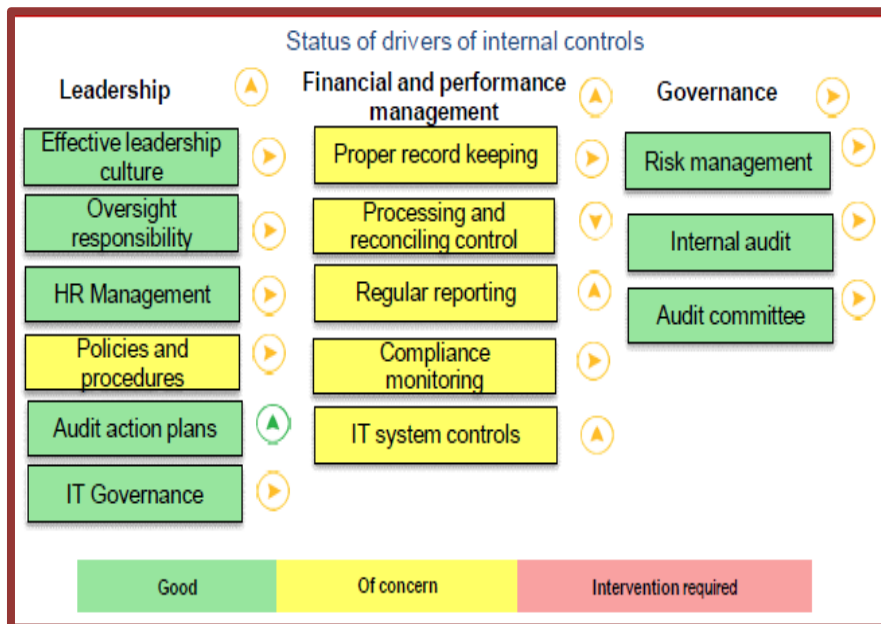 Status of drivers of internal controls
Leadership
Effective leadership
culture
Oversight
responsibility
HR Management
Policies and
procedures
Audit action plans
IT Governance
Financial and performance
management
Proper record keeping
Processing and
reconciling control
Regular reporting
Compliance
monitoring
IT system controls
Governance
Risk management
Internal audit
Audit committee
Good
Of concern
Intervention required